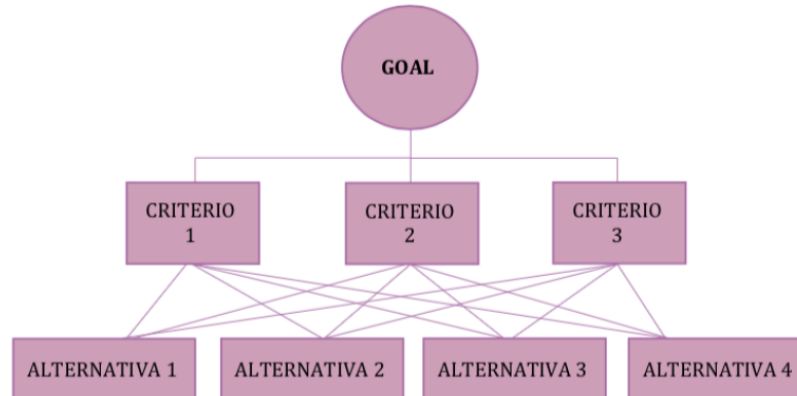 GOAL
CRITERIO
1
CRITERIO
2
CRITERIO
3
ALTERNATIVA 1
ALTERNATIVA 2
ALTERNATIVA 3
ALTERNATIVA 4